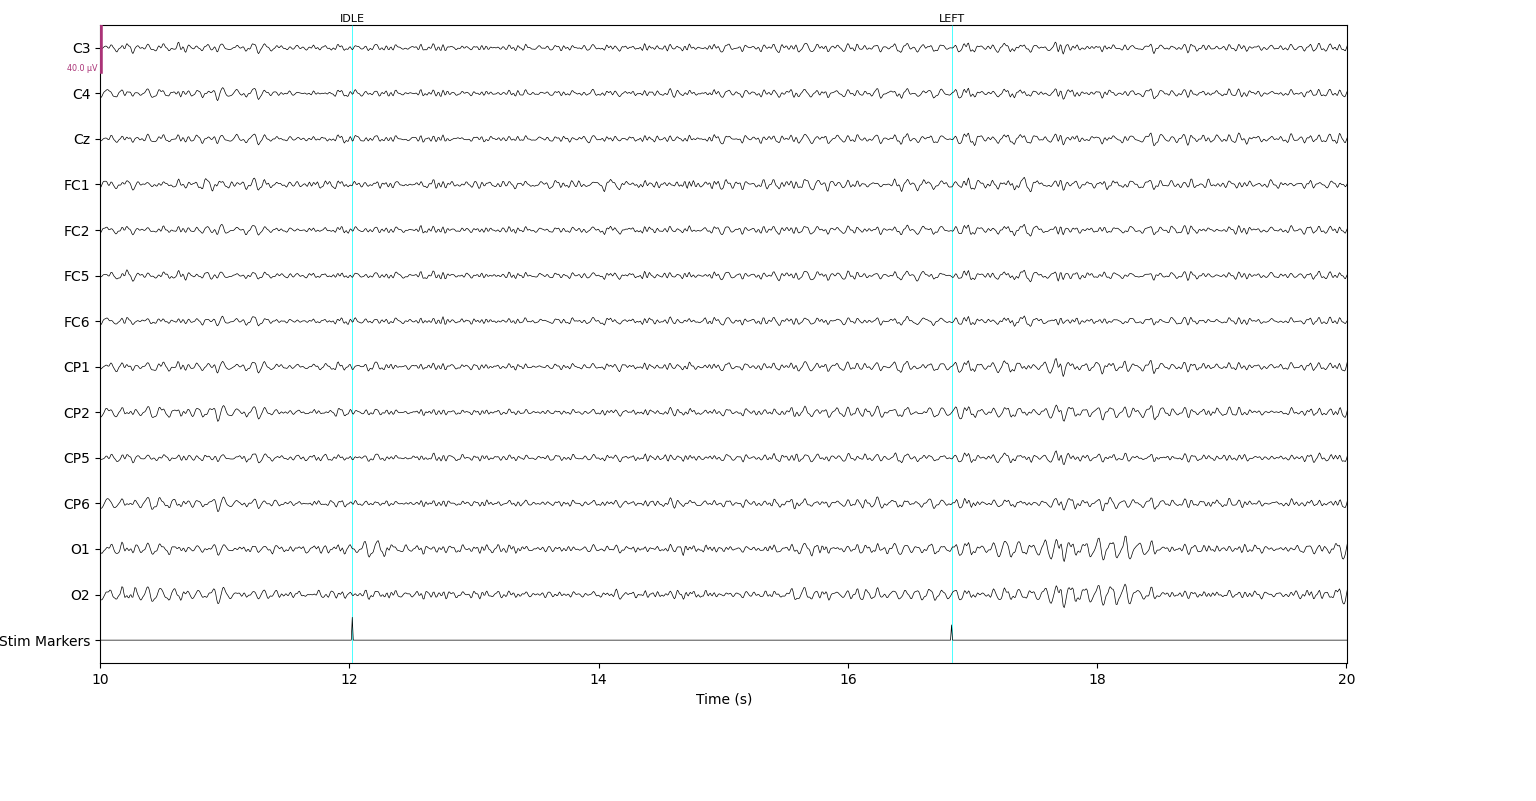 IDLE LEFT
C3
40.0 µV
C4
Cz
FC1
FC2
FC5
FC6
CP1
CP2
CP5
CP6
O1
O2
Stim Markers
10 12 14 16 18 20
Time (s)